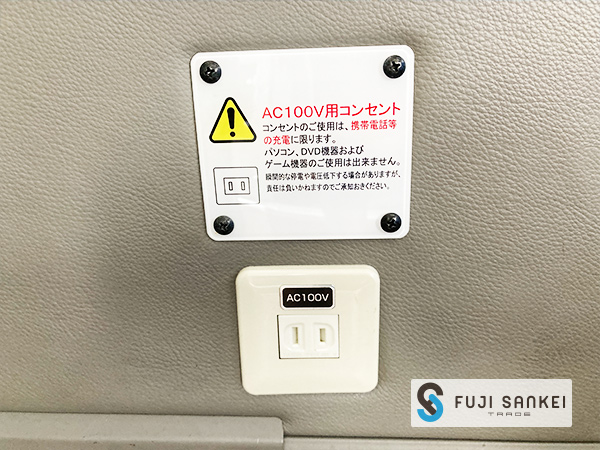 AC100V用コンセント
コンセントのご使用は、携帯電話等
の充電に限ります。
パソコン、DVD機器および
ゲーム機器のご使用は出来ません。
瞬間的な停電や電圧低下する場合がありますが、
責任は負いかねますのでご承知おきください。
AC100V
FUJI SANKEI
TRADE